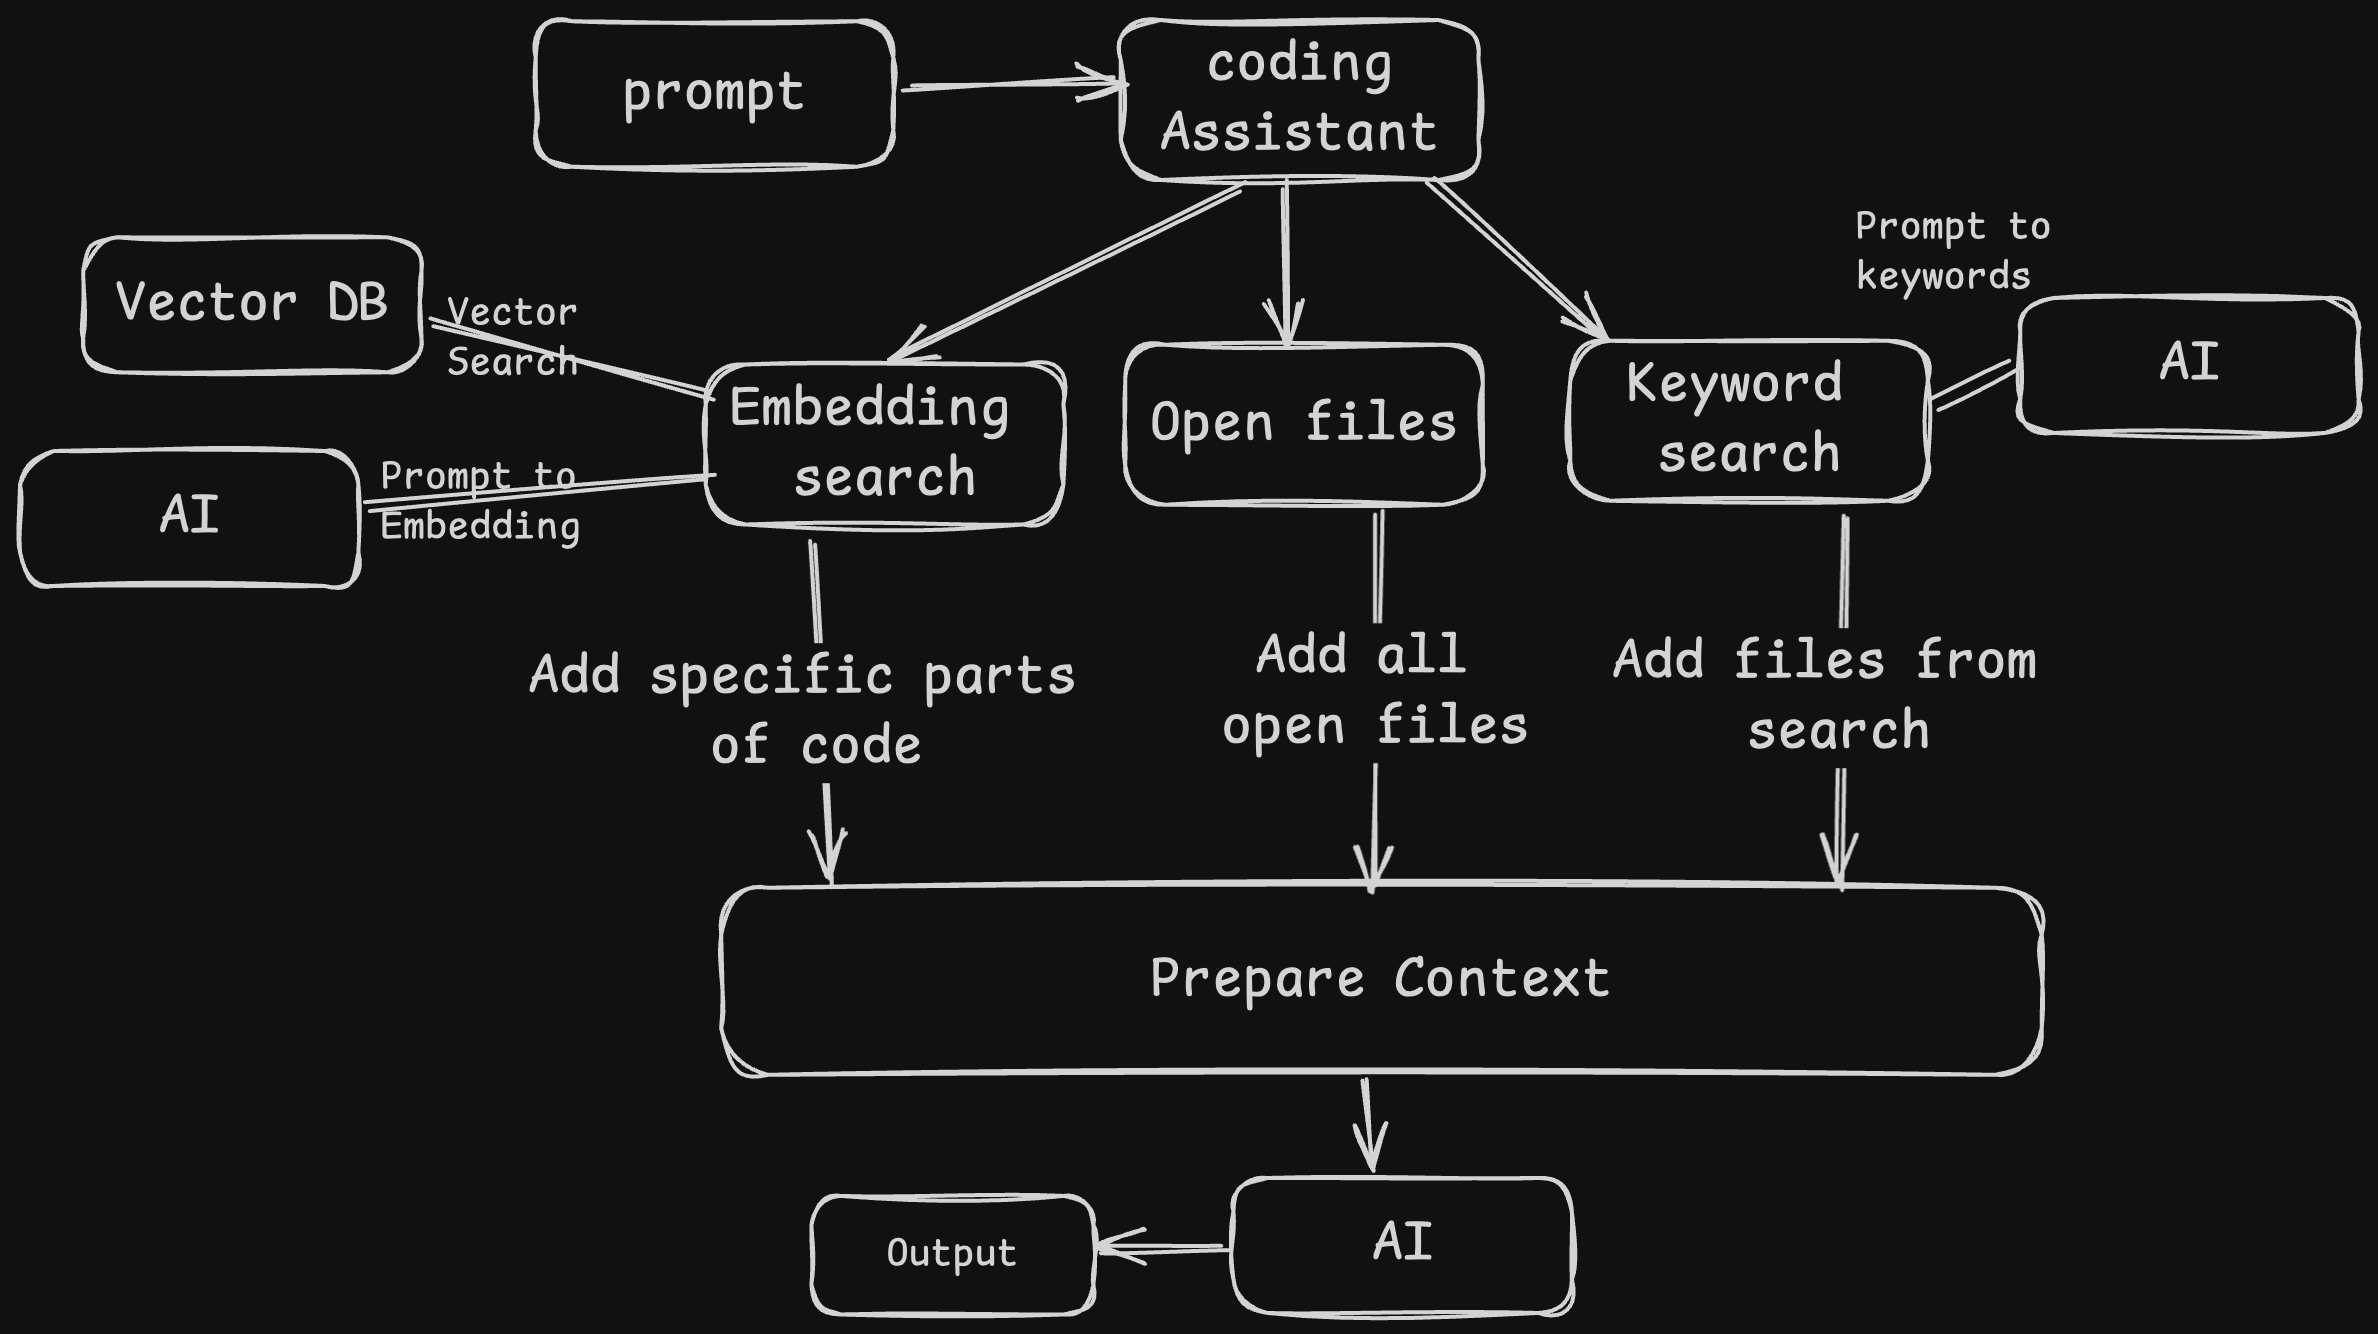 prompt
coding
Assistant
Prompt to
keywords
Vector DB
Vector
Search
AI
Embedding
search
Open files
Keyword
search
AI
Prompt to
Embedding
Add specific parts
of code
Add all
open files
Add files from
search
Prepare Context
Output
AI